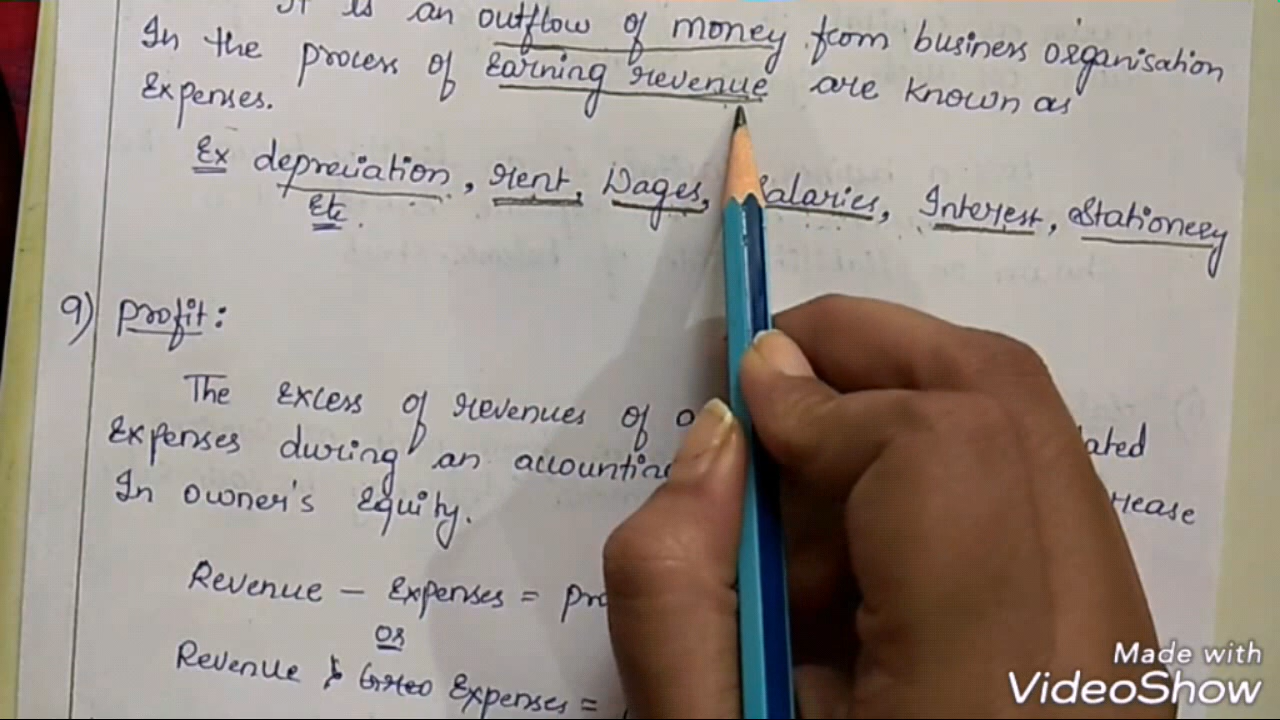 It is an outflow of money from business organisation
In the process of earning revenue are known as
Expenses.
Ex depreciation, rent, Wages, Salaries, Interest, Stationery
Etc.
9) profit:
The Excess of revenues of
Expenses during an accounting
In owner's Equity.
Revenue - Expenses =
or
Revenue Expenses =
Made with
VideoShow